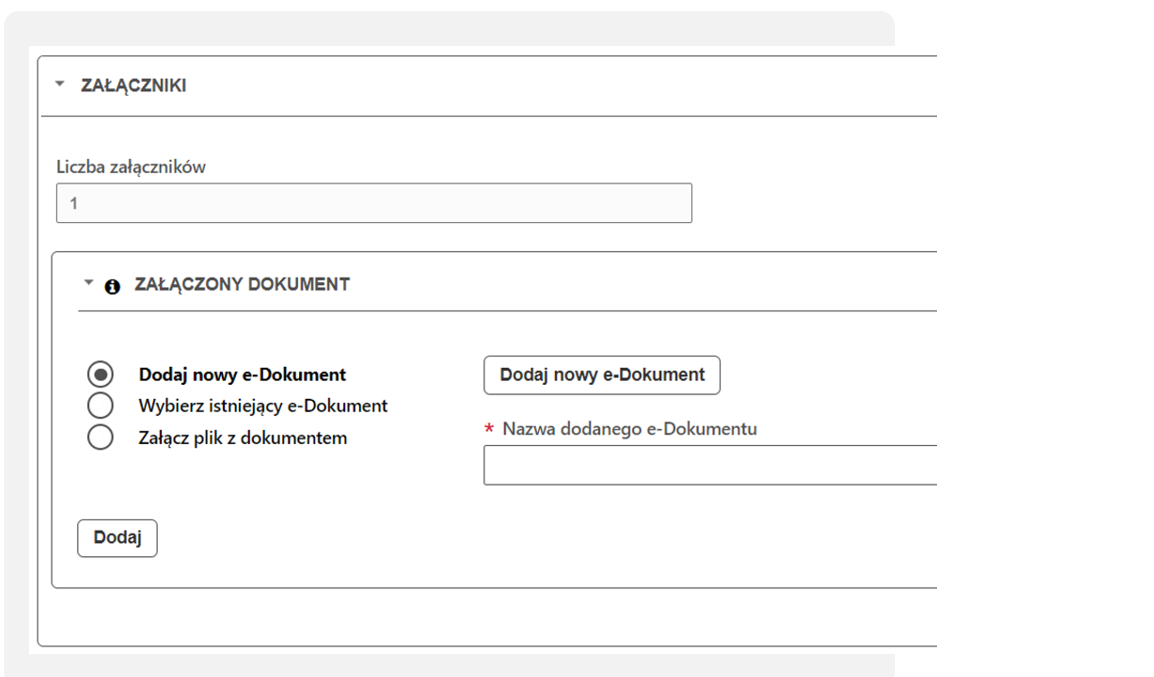 ZAŁĄCZNIKI
Liczba załączników
1
ZAŁĄCZONY DOKUMENT
Dodaj nowy e-Dokument
Wybierz istniejący e-Dokument
Załącz plik z dokumentem
Dodaj nowy e-Dokument
* Nazwa dodanego e-Dokumentu
Dodaj